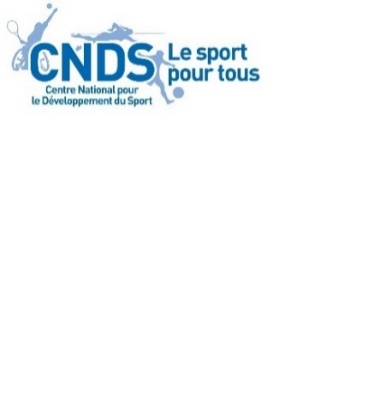 CNDS
Le sport
pour tous
Centre National pour
le Développement du Sport